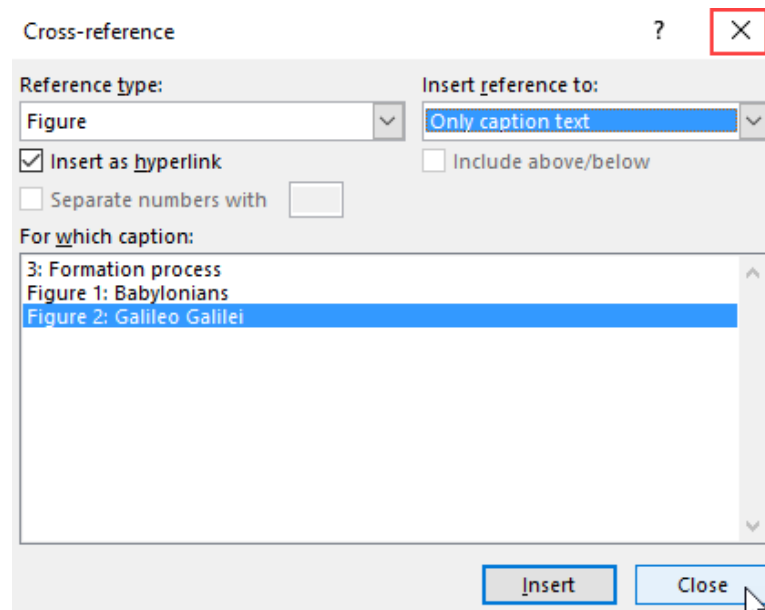 Cross-reference ?
Reference type: Insert reference to:
Figure Only caption text
Insert as hyperlink Include above/below
Separate numbers with
For which caption:
3: Formation process
Figure 1: Babylonians
Figure 2: Galileo Galilei
Insert Close